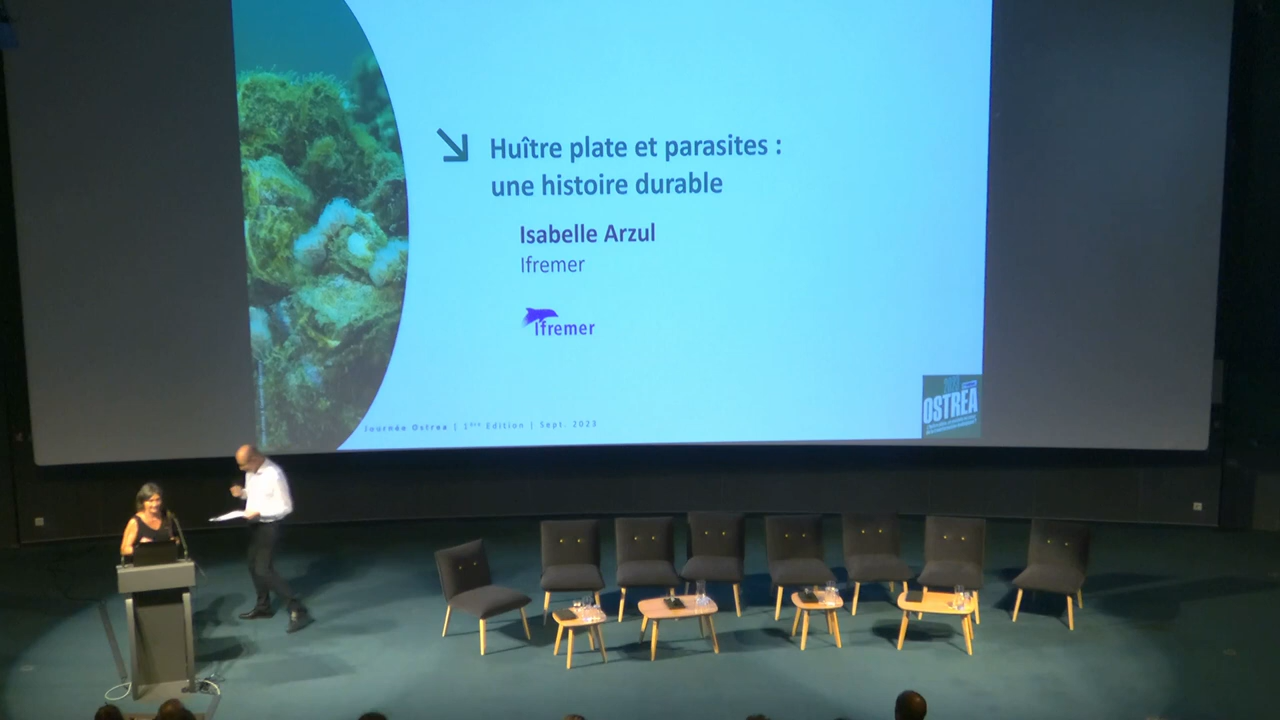 Huître plate et parasites :
une histoire durable
Isabelle Arzul
Ifremer
Ifremer
Journée Ostrea | 1ère Edition | Sept. 2023
OSTREA